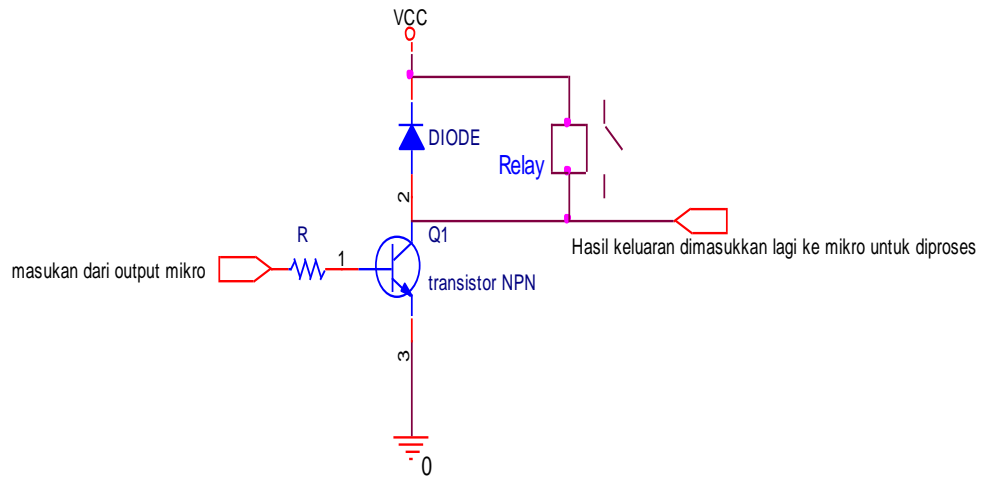 VCC
DIODE
Relay
2
R
1
Q1
Hasil keluaran dimasukkan lagi ke mikro untuk diproses
masukan dari output mikro
transistor NPN
3
0